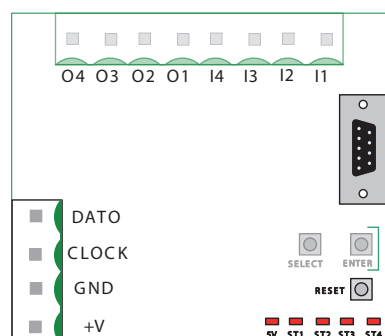 O4 O3 O2 O1 I4 I3 I2 I1
DATO
CLOCK
GND
+V
SELECT ENTER
RESET
5V ST1 ST2 ST3 ST4